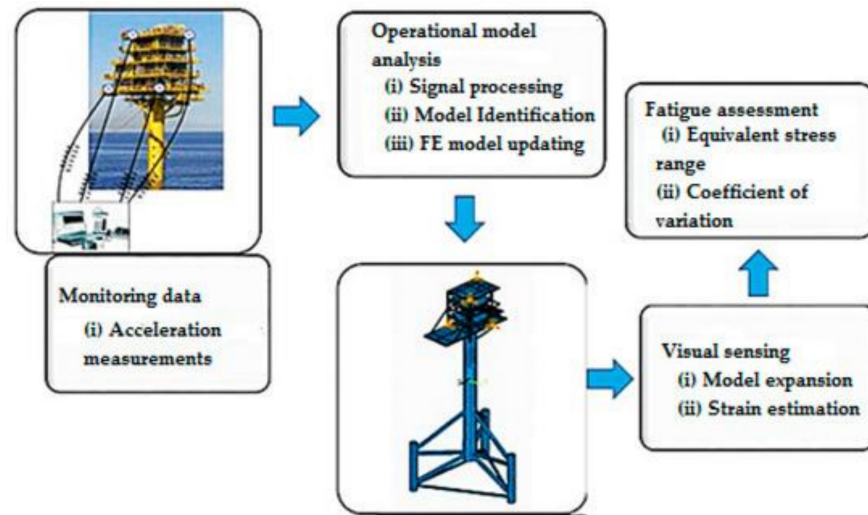 Operational model
analysis
(i) Signal processing
(ii) Model Identification
(iii) FE model updating
Monitoring data
(i) Acceleration
measurements
Visual sensing
(i) Model expansion
(ii) Strain estimation
Fatigue assessment
(i) Equivalent stress
range
(ii) Coefficient of
variation